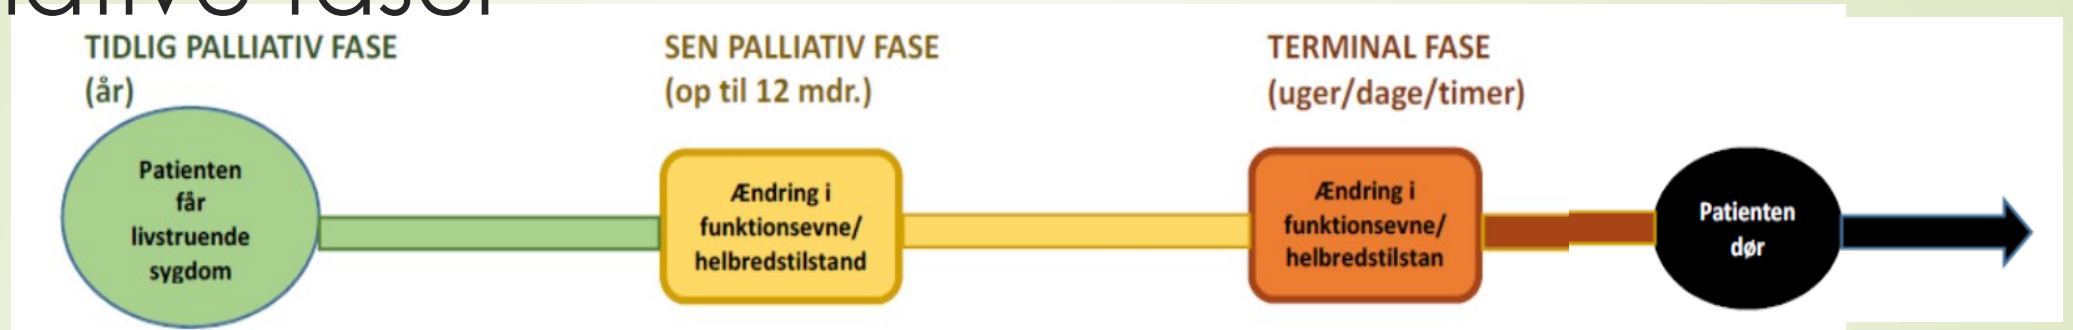 TIDLIG PALLIATIV FASE
(år)
Patienten
får
livstruende
sygdom
SEN PALLIATIV FASE
(op til 12 mdr.)
Ændring i
funktionsevne/
helbredstilstand
TERMINAL FASE
(uger/dage/timer)
Ændring i
funktionsevne/
helbredstilstan
Patienten
dør